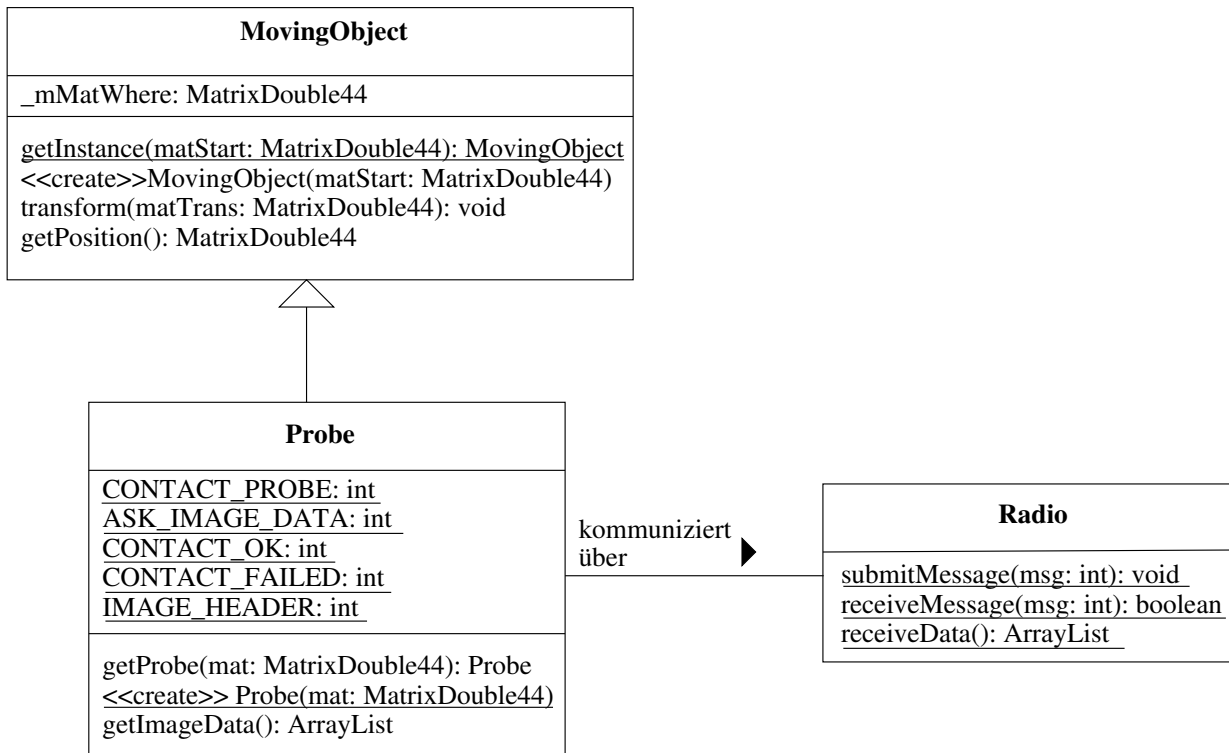 MovingObject
_mMatWhere: MatrixDouble44
getInstance(matStart: MatrixDouble44): MovingObject
<<create>>MovingObject(matStart: MatrixDouble44)
transform(matTrans: MatrixDouble44): void
getPosition(): MatrixDouble44
Probe
CONTACT_PROBE: int
ASK_IMAGE_DATA: int
CONTACT_OK: int
CONTACT_FAILED: int
IMAGE_HEADER: int
getProbe(mat: MatrixDouble44): Probe
<<create>> Probe(mat: MatrixDouble44)
getImageData(): ArrayList
kommuniziert
über
Radio
submitMessage(msg: int): void
receiveMessage(msg: int): boolean
receiveData(): ArrayList